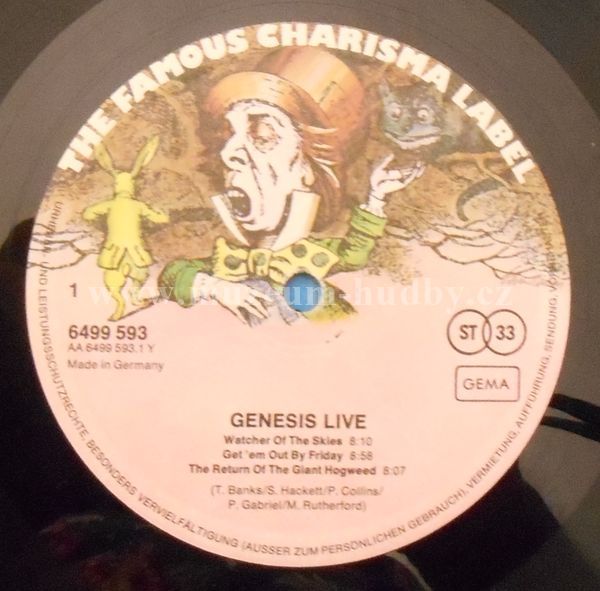 THE FAMOUS CHARISMA LABEL
1
6499 593
AA 6499 593.1 Y
Made in Germany
ST 33
GEMA
www.museum-hudby.cz
GENESIS LIVE
Watcher Of The Skies 8:10
Get 'em Out By Friday 8:58
The Return Of The Giant Hogweed 8:07
(T. Banks/S. Hackett/P. Collins/
P. Gabriel/M. Rutherford)
UND LEISTUNGSSCHUTZRECHTE, BESONDERS VERVIELFÄLTIGUNG (AUSSER ZUM PERSÖNLICHEN GEBRAUCH), VERMIETUNG, AUFFÜHRUNG, SENDUNG,